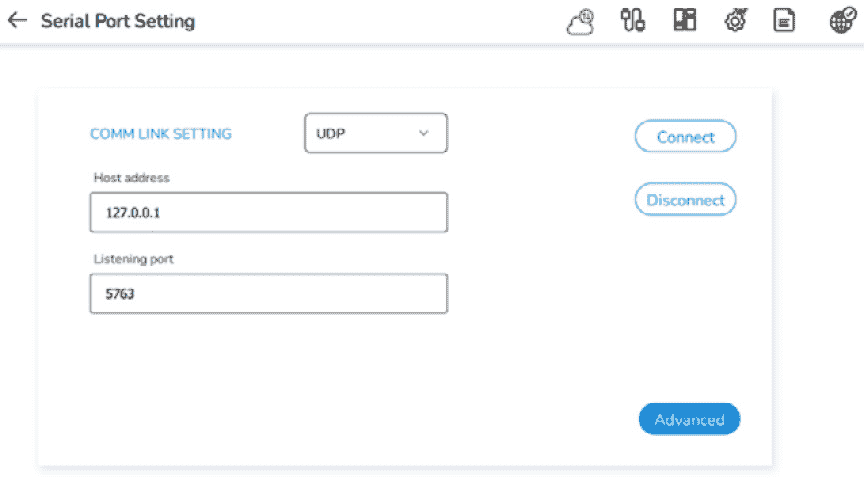 Serial Port Setting
COMM LINK SETTING
UDP
Connect
Host address
127.0.0.1
Disconnect
Listening port
5763
Advanced